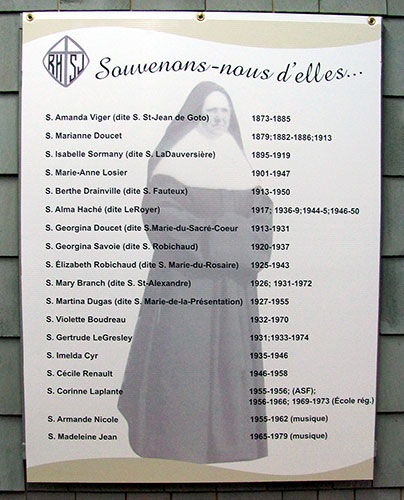 RHSJ
Souvenons-nous d'elles...
S. Amanda Viger (dite S. St-Jean de Goto) 1873-1885
S. Marianne Doucet 1879;1882-1886;1913
S. Isabelle Sormany (dite S. LaDauversière) 1895-1919
S. Marie-Anne Losier 1901-1947
S. Berthe Drainville (dite S. Fauteux) 1913-1950
S. Alma Haché (dite LeRoyer) 1917; 1936-9;1944-5;1946-50
S. Georgina Doucet (dite S.Marie-du-Sacré-Coeur 1913-1931
S. Georgina Savoie (dite S. Robichaud) 1920-1937
S. Élizabeth Robichaud (dite S. Marie-du-Rosaire) 1925-1943
S. Mary Branch (dite S. St-Alexandre) 1926; 1931-1972
S. Martina Dugas (dite S. Marie-de-la-Présentation) 1927-1955
S. Violette Boudreau 1932-1970
S. Gertrude LeGresley 1931;1933-1974
S. Imelda Cyr 1935-1946
S. Cécile Renault 1946-1958
S. Corinne Laplante 1955-1956; (ASF);
1956-1966; 1969-1973 (École rég.)
S. Armande Nicole 1955-1962 (musique)
S. Madeleine Jean 1965-1979 (musique)